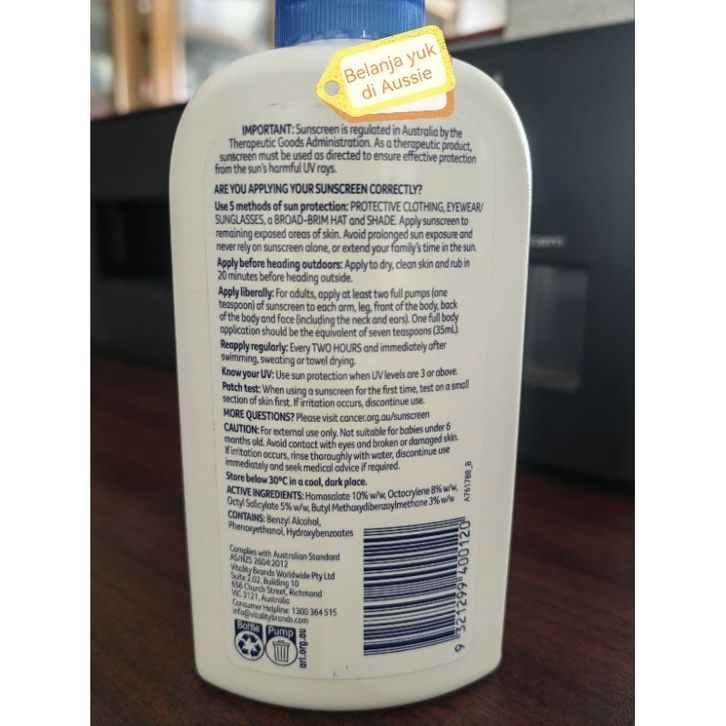 Belanja yuk
di Aussie
IMPORTANT: Sunscreen is regulated in Australia by the
Therapeutic Goods Administration. As a therapeutic product,
sunscreen must be used as directed to ensure effective protection
from the sun's harmful UV rays.
ARE YOU APPLYING YOUR SUNSCREEN CORRECTLY?
Use 5 methods of sun protection: PROTECTIVE CLOTHING, EYEWEAR/
SUNGLASSES, a BROAD-BRIM HAT and SHADE. Apply sunscreen to
remaining exposed areas of skin. Avoid prolonged sun exposure and
never rely on sunscreen alone, or extend your family's time in the sun.
Apply before heading outdoors: Apply to dry, clean skin and rub in
20 minutes before heading outside.
Apply liberally: For adults, apply at least two full pumps (one
teaspoon) of sunscreen to each arm, leg, front of the body, back
of the body and face (including the neck and ears). One full body
application should be the equivalent of seven teaspoons (35mL).
Reapply regularly: Every TWO HOURS and immediately after
swimming, sweating or towel drying.
Know your UV: Use sun protection when UV levels are 3 or above.
Patch test: When using a sunscreen for the first time, test on a small
section of skin first. If irritation occurs, discontinue use.
MORE QUESTIONS? Please visit cancer.org.au/sunscreen
CAUTION: For external use only. Not suitable for babies under 6
months old. Avoid contact with eyes and broken or damaged skin.
If irritation occurs, rinse thoroughly with water, discontinue use
immediately and seek medical advice if required.
Store below 30°C in a cool, dark place.
ACTIVE INGREDIENTS: Homosalate 10% w/w, Octocrylene 8% w/w,
Octyl Salicylate 5% w/w, Butyl Methoxydibenzoylmethane 3% w/w
CONTAINS: Benzyl Alcohol,
Phenoxyethanol, Hydroxybenzoates
A761788_B
Complies with Australian Standard
AS/NZS 2604:2012
Vitality Brands Worldwide Pty Ltd
Suite 2.02, Building 10
658 Church Street, Richmond
VIC 3121, Australia
Consumer Helpline: 1300 364 515
info@vitalitybrands.com
Bottle
Pump
arl.org.au
9 321299 400120